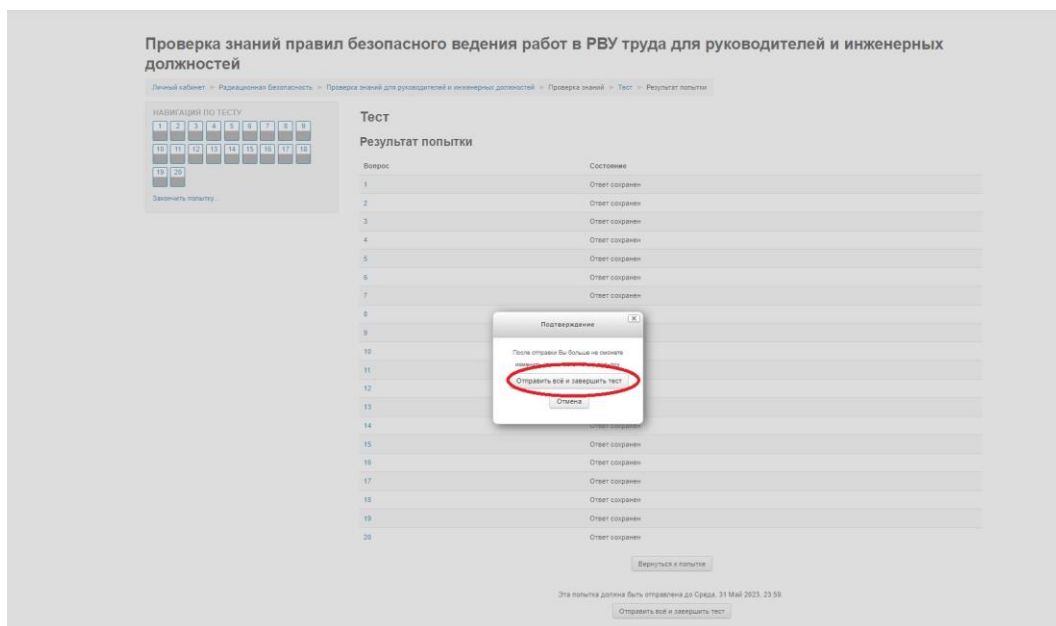 Проверка знаний правил безопасного ведения работ в РВУ труда для руководителей и инженерных
должностей
Личный кабинет > Радиационная Безопасность > Проверка знаний для руководителей и инженерных должностей > Проверка знаний > Тест > Результат попытки
НАВИГАЦИЯ ПО ТЕСТУ
1 2 3 4 5 6 7 8 9
10 11 12 13 14 15 16 17 18
19 20
Закончить попытку...
Тест
Результат попытки
Вопрос Состояние
1 Ответ сохранен
2 Ответ сохранен
3 Ответ сохранен
4 Ответ сохранен
5 Ответ сохранен
6 Ответ сохранен
7 Ответ сохранен
8
9
10
11
12
13
14 Ответ сохранен
15 Ответ сохранен
16 Ответ сохранен
17 Ответ сохранен
18 Ответ сохранен
19 Ответ сохранен
20 Ответ сохранен
Подтверждение
После отправки Вы больше не сможете
Отправить всё и завершить тест
Отмена
Вернуться к попытке
Эта попытка должна быть отправлена до Среда, 31 Май 2023, 23:59.
Отправить всё и завершить тест